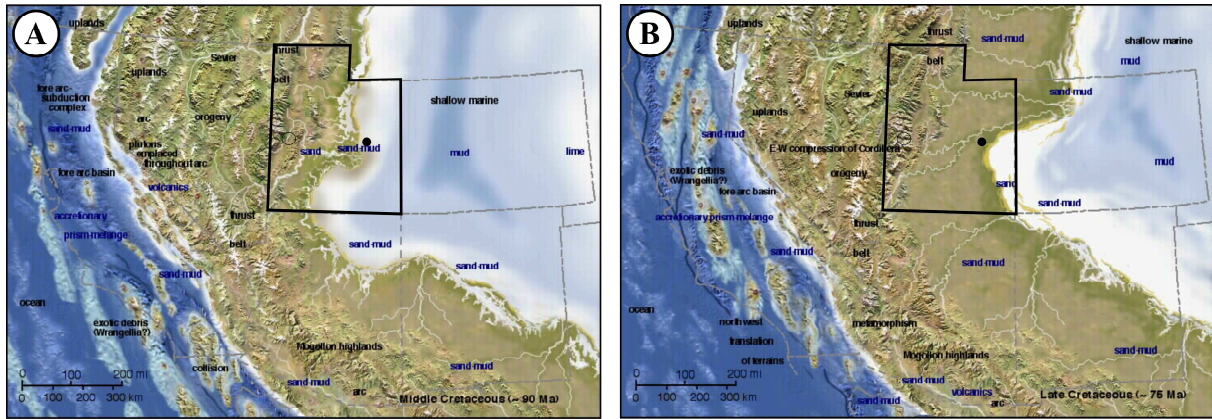 A
uplands
thrust
Sevier
belt
uplands
fore arc-
subduction
complex
shallow marine
arc
orogeny
sand-mud
plutons
emplaced
throughout arc
sand
sand-mud
mud
lime
fore arc basin
volcanics
accretionary
prism-melange
thrust
belt
sand-mud
sand-mud
sand-mud
ocean
exotic debris
(Wrangellia?)
Mogollon highlands
collision
sand-mud
sand-mud
arc
0 100 200 mi
0 100 200 300 km
Middle Cretaceous (~ 90 Ma)
B
uplands
thrust
belt
sand-mud
shallow marine
mud
Sevier
sand-mud
uplands
sand-mud
E-W compression of Cordillera
orogeny
mud
exotic debris
(Wrangellia?)
fore arc basin
sand
sand-mud
accretionary prism-melange
thrust
belt
sand-mud
sand-mud
ocean
northwest
translation
of terrains
metamorphism
Mogollon highlands
sand-mud
sand-mud
volcanics
arc
sand-mud
0 100 200 mi
0 100 200 300 km
Late Cretaceous (~ 75 Ma)